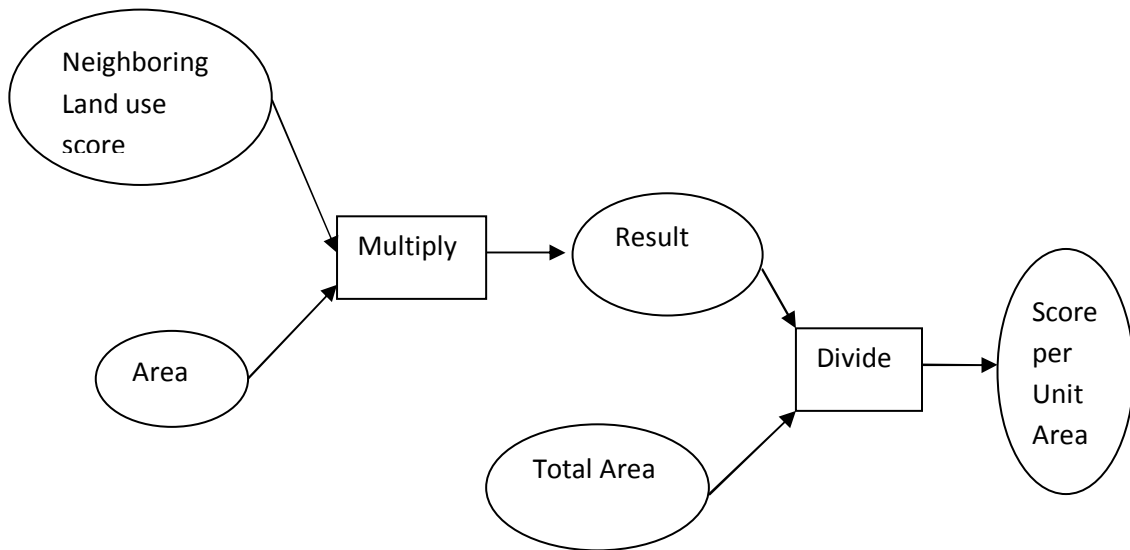 Neighboring
Land use
score
Multiply
Result
Area
Score
per
Unit
Area
Divide
Total Area